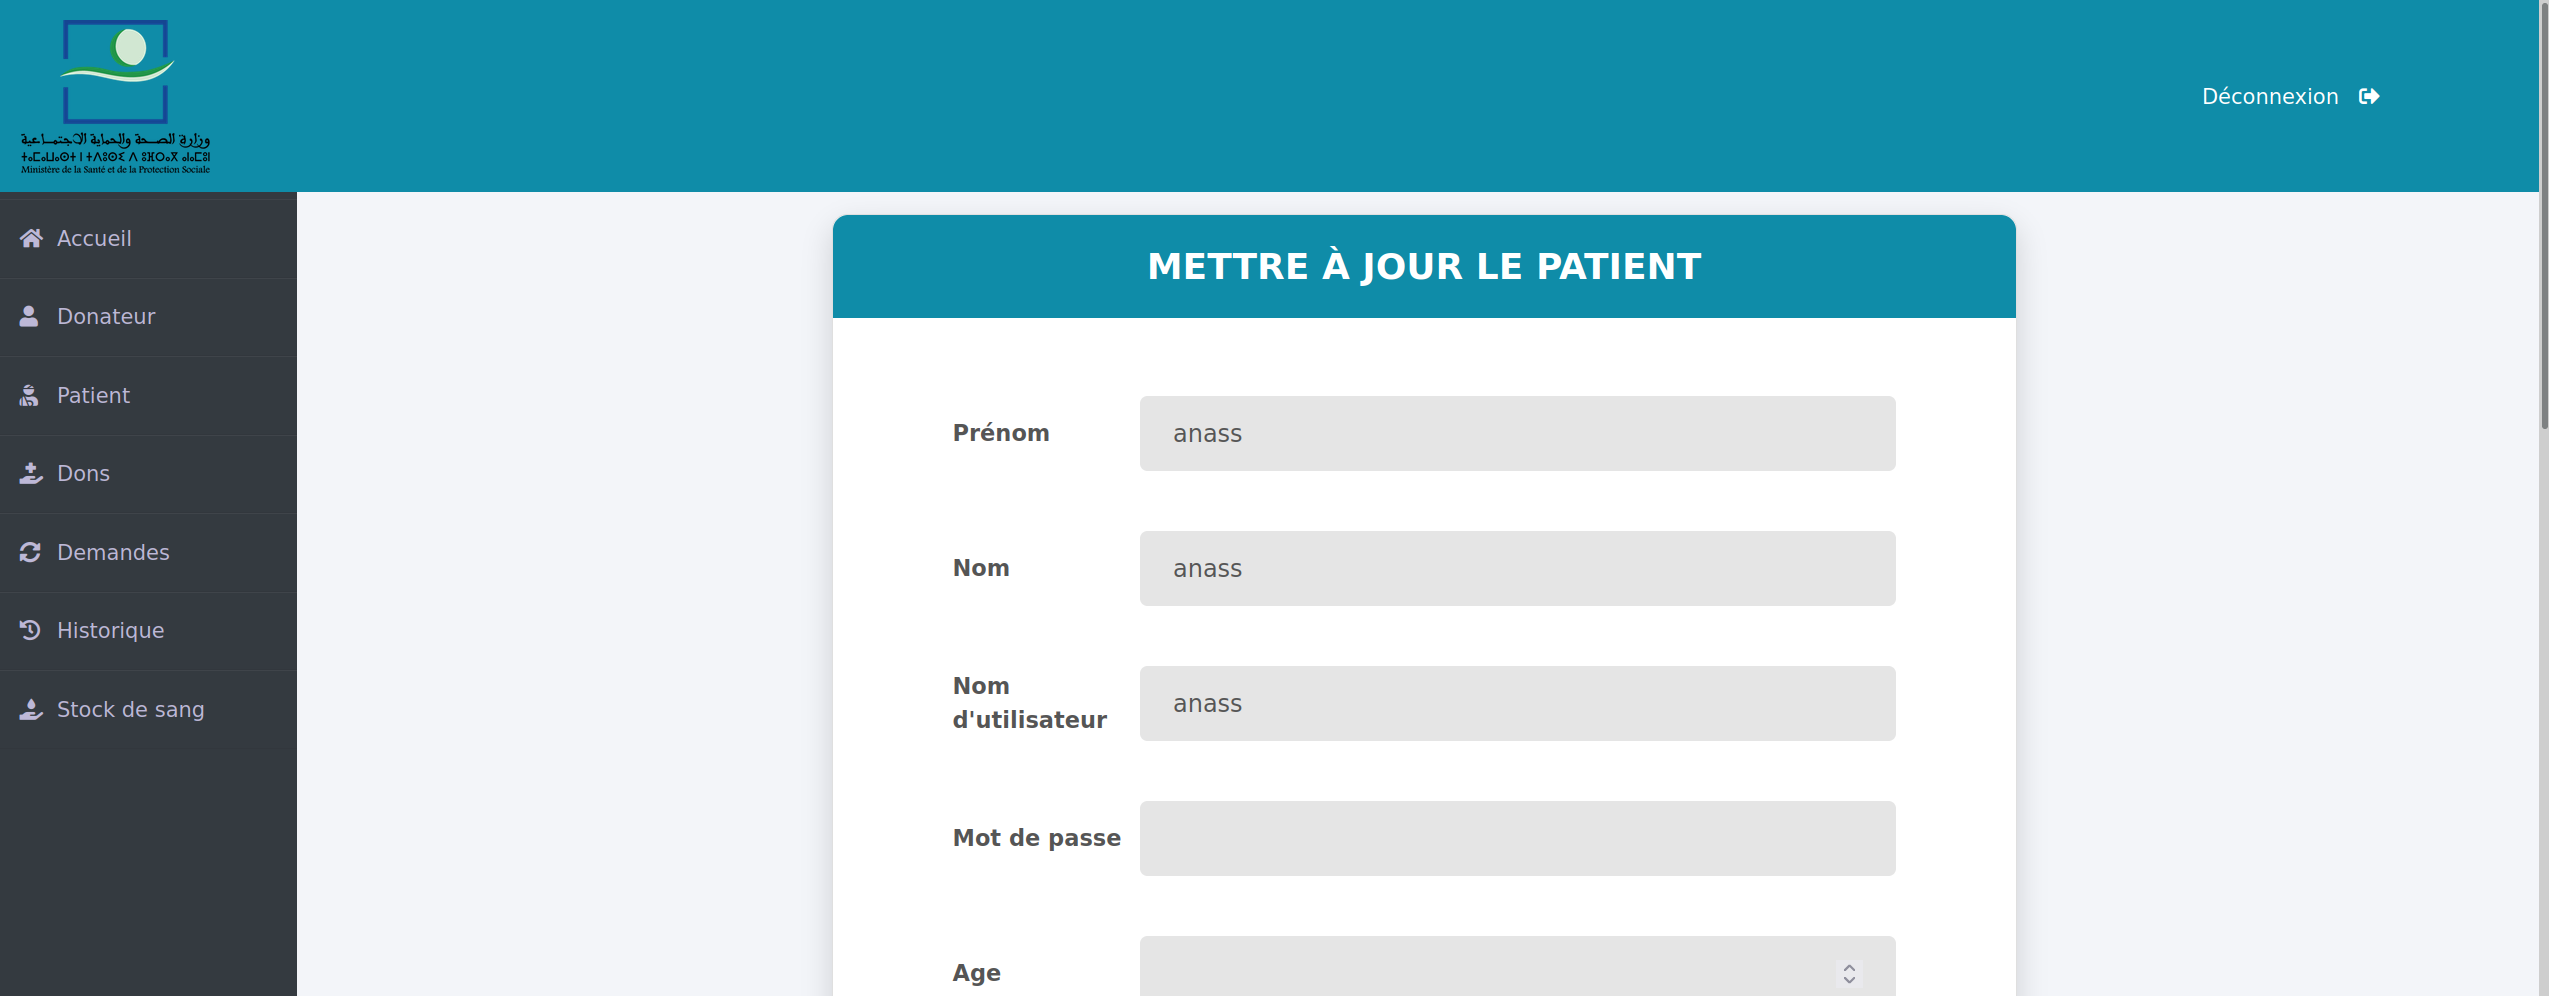 وزارة الصحة والحماية الاجتماعية
ⵜⴰⵎⴰⵡⴰⵙⵜ ⵏ ⵜⴷⵓⵙⵉ ⴷ ⵓⴼⵔⴰⴳ ⴰⵏⴰⵎⵓⵏ
Ministère de la Santé et de la Protection Sociale
Déconnexion
Accueil
Donateur
Patient
Dons
Demandes
Historique
Stock de sang
METTRE À JOUR LE PATIENT
Prénom
anass
Nom
anass
Nom
d'utilisateur
anass
Mot de passe
Age